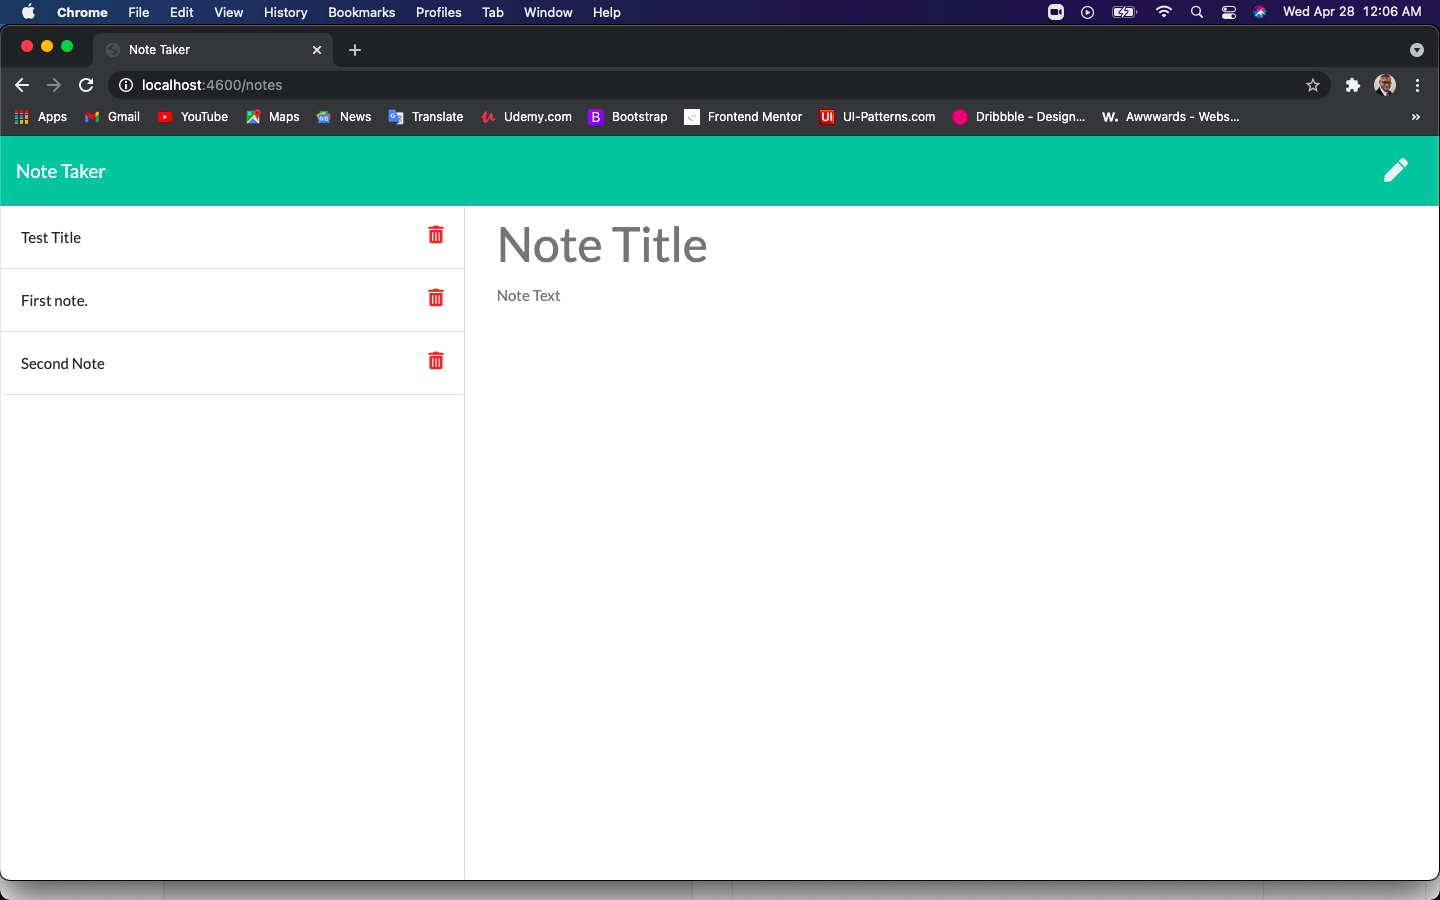 Chrome File Edit View History Bookmarks Profiles Tab Window Help Wed Apr 28 12:06 AM
Note Taker
localhost:4600/notes
Apps Gmail YouTube Maps News Translate Udemy.com B Bootstrap Frontend Mentor UI UI-Patterns.com Dribbble - Design... W. Awwwards - Webs... »
Note Taker
Test Title
First note.
Second Note
Note Title
Note Text